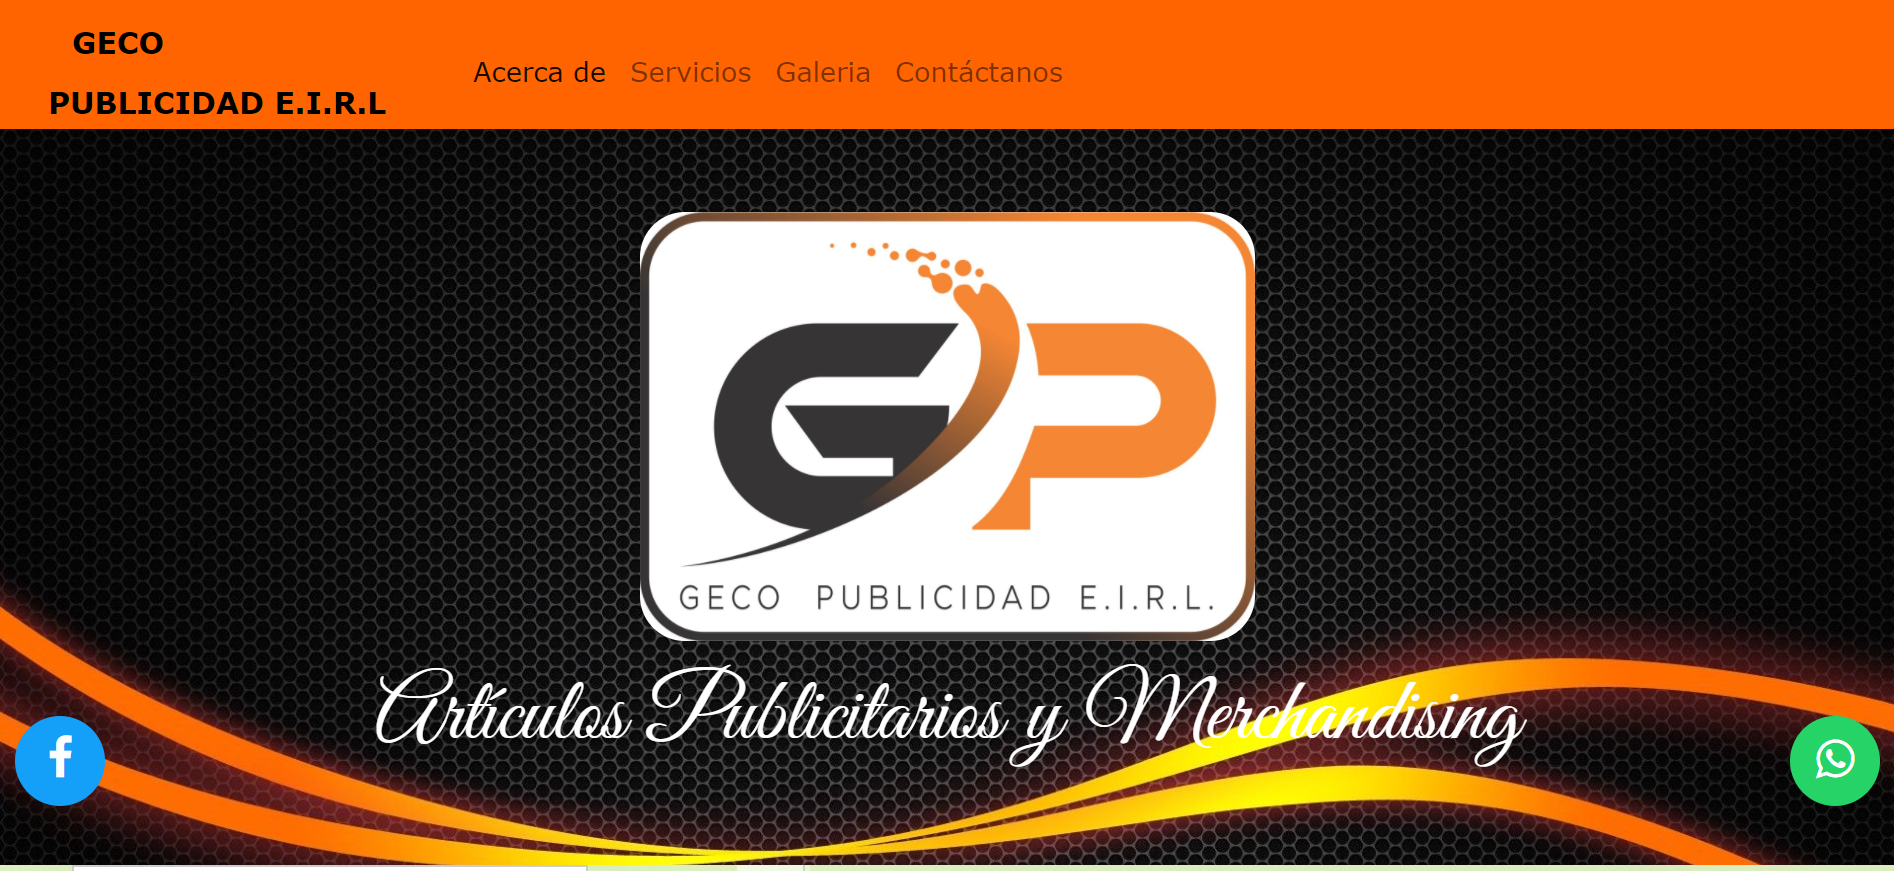 GECO
PUBLICIDAD E.I.R.L
Acerca de Servicios Galeria Contáctanos
GP
GECO PUBLICIDAD E.I.R.L.
Artículos Publicitarios y Merchandising